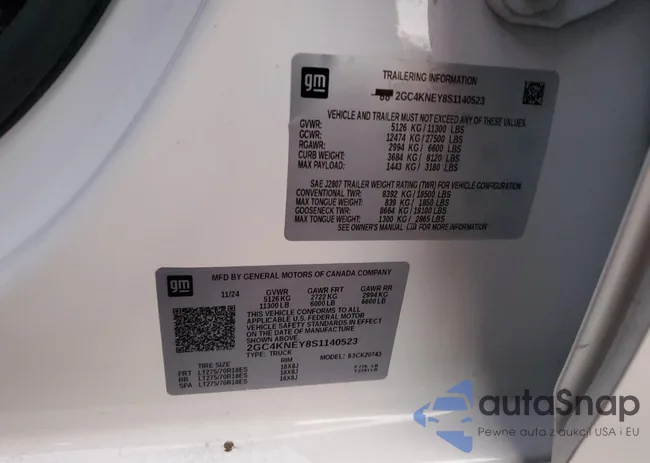 gm
TRAILERING INFORMATION
2GC4KNEY8S1140523
VEHICLE AND TRAILER MUST NOT EXCEED ANY OF THESE VALUES.
GVWR: 5126 KG / 11300 LBS
GCWR: 12474 KG / 27500 LBS
RGAWR: 2994 KG / 6600 LBS
CURB WEIGHT: 3684 KG / 8120 LBS
MAX PAYLOAD: 1443 KG / 3180 LBS
SAE J2807 TRAILER WEIGHT RATING (TWR) FOR VEHICLE CONFIGURATION
CONVENTIONAL TWR: 8392 KG / 18500 LBS
MAX TONGUE WEIGHT: 839 KG / 1850 LBS
GOOSENECK TWR: 8664 KG / 19100 LBS
MAX TONGUE WEIGHT: 1300 KG / 2865 LBS
SEE OWNER'S MANUAL FOR MORE INFORMATION
gm
MFD BY GENERAL MOTORS OF CANADA COMPANY
11/24 GVWR GAWR FRT GAWR RR
5126KG 2722 KG 2994 KG
11300 LB 6000 LB 6600 LB
THIS VEHICLE CONFORMS TO ALL
APPLICABLE U.S. FEDERAL MOTOR
VEHICLE SAFETY STANDARDS IN EFFECT
ON THE DATE OF MANUFACTURE
SHOWN ABOVE.
2GC4KNEY8S1140523
TYPE: TRUCK MODEL: 83CK20743
TIRE SIZE RIM
FRT LT275/70R18ES 18X8J
RR LT275/70R18ES 18X8J
SPA LT275/70R18ES 18X8J
autoSnap
Pewne auta z aukcji USA i EU